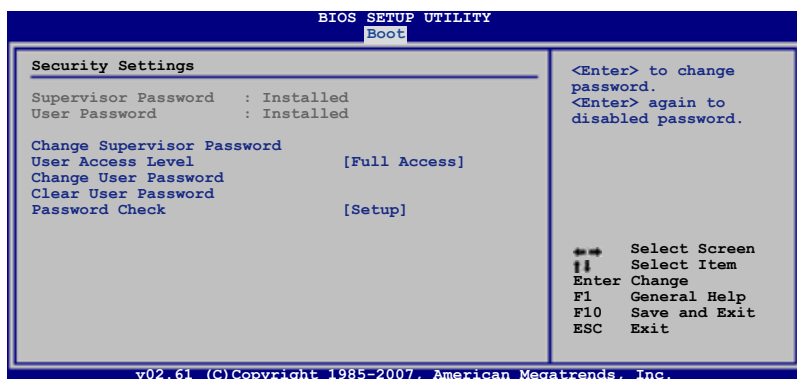 BIOS SETUP UTILITY
Boot
Security Settings
Supervisor Password : Installed
User Password : Installed
Change Supervisor Password
User Access Level [Full Access]
Change User Password
Clear User Password
Password Check [Setup]
<Enter> to change
password.
<Enter> again to
disabled password.
Select Screen
Select Item
Enter Change
F1 General Help
F10 Save and Exit
ESC Exit
v02.61 (C)Copyright 1985-2007, American Megatrends, Inc.